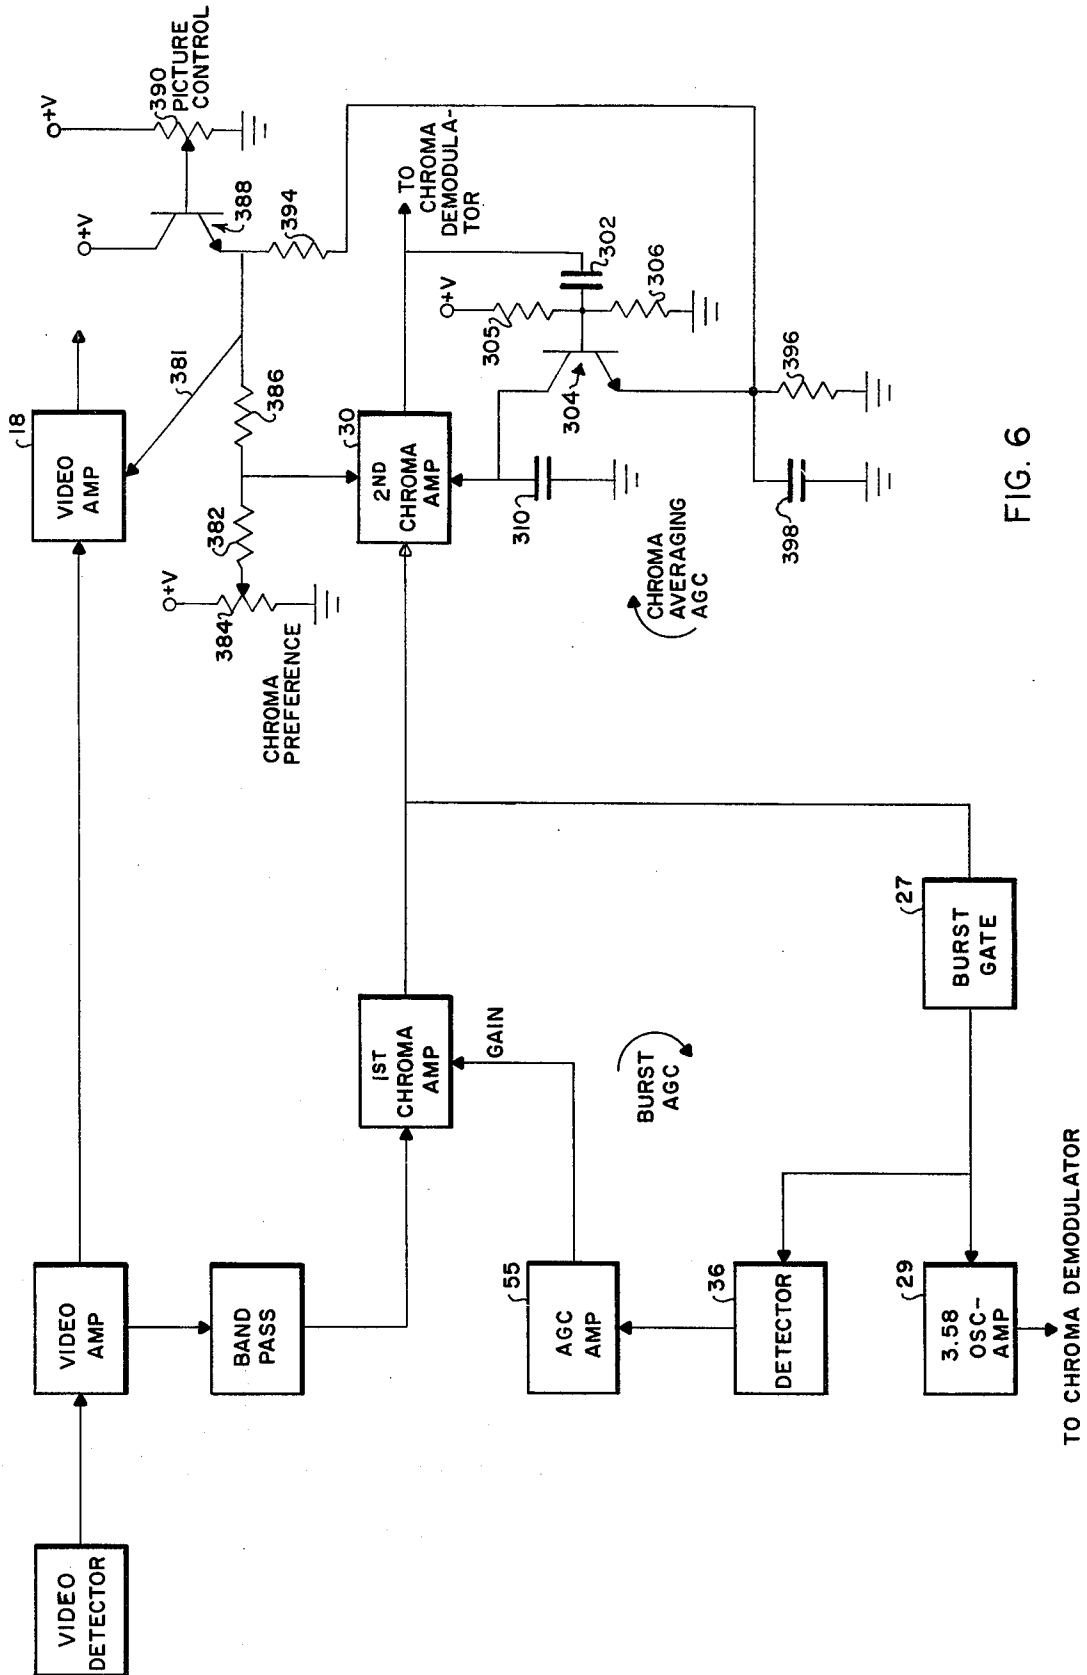 VIDEO
DETECTOR
VIDEO
AMP
BAND
PASS
18
VIDEO
AMP
381
+V
+V
390
PICTURE
CONTROL
388
394
386
382
+V
384
CHROMA
PREFERENCE
1ST
CHROMA
AMP
GAIN
30
2ND
CHROMA
AMP
TO
CHROMA
DEMODULA-
TOR
+V
305
302
306
304
310
396
398
CHROMA
AVERAGING
AGC
BURST
AGC
55
AGC
AMP
36
DETECTOR
27
BURST
GATE
29
3.58
OSC-
AMP
TO CHROMA DEMODULATOR
FIG. 6